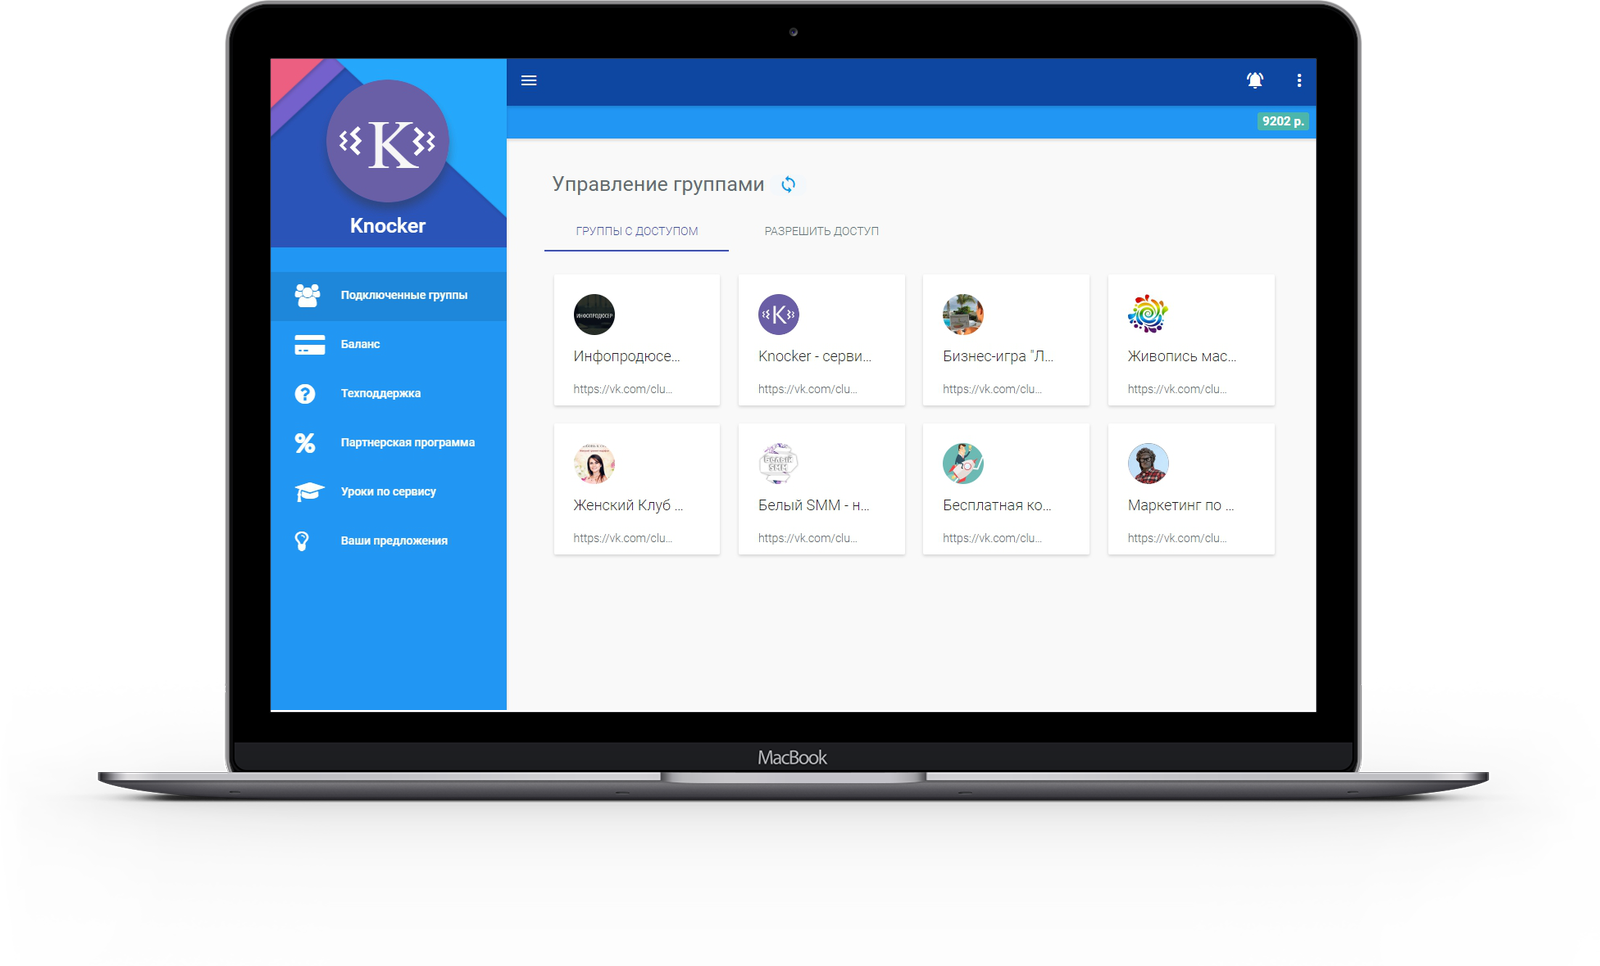 9202 р.
K
Knocker
Подключенные группы
Баланс
Техподдержка
Партнерская программа
Уроки по сервису
Ваши предложения
Управление группами
ГРУППЫ С ДОСТУПОМ
РАЗРЕШИТЬ ДОСТУП
ИНФОПРОДЮСЕР
Инфопродюсе...
https://vk.com/clu...
K
Knocker - серви...
https://vk.com/clu...
Бизнес-игра "Л...
https://vk.com/clu...
Живопись мас...
https://vk.com/clu...
Женский Клуб ...
https://vk.com/clu...
Белый
SMM
Белый SMM - н...
https://vk.com/clu...
Бесплатная ко...
https://vk.com/clu...
Маркетинг по ...
https://vk.com/clu...
MacBook